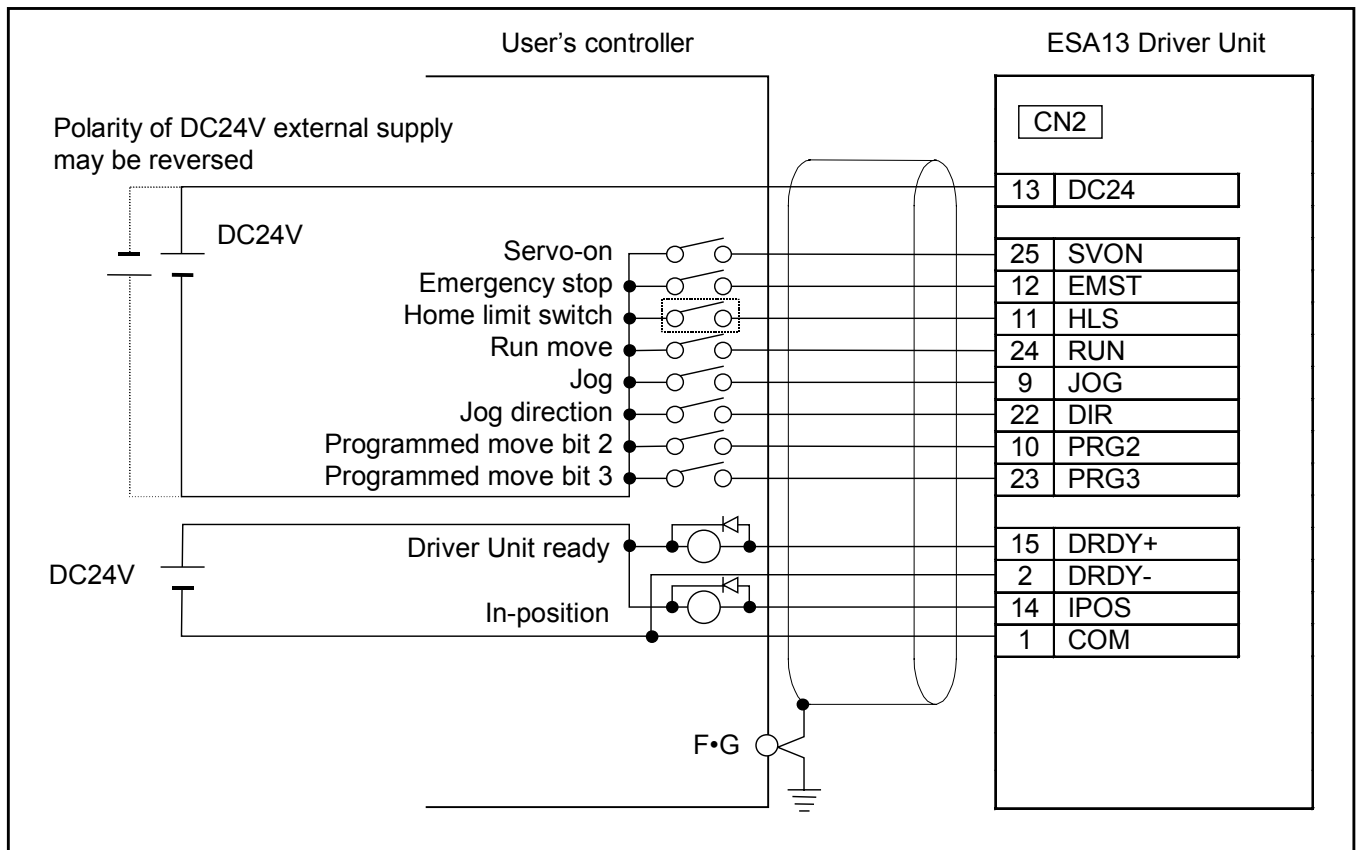 User's controller
ESA13 Driver Unit
Polarity of DC24V external supply
may be reversed
CN2
13 DC24
DC24V
Servo-on
25 SVON
Emergency stop
12 EMST
Home limit switch
11 HLS
Run move
24 RUN
Jog
9 JOG
Jog direction
22 DIR
Programmed move bit 2
10 PRG2
Programmed move bit 3
23 PRG3
Driver Unit ready
15 DRDY+
DC24V
2 DRDY-
In-position
14 IPOS
1 COM
F•G